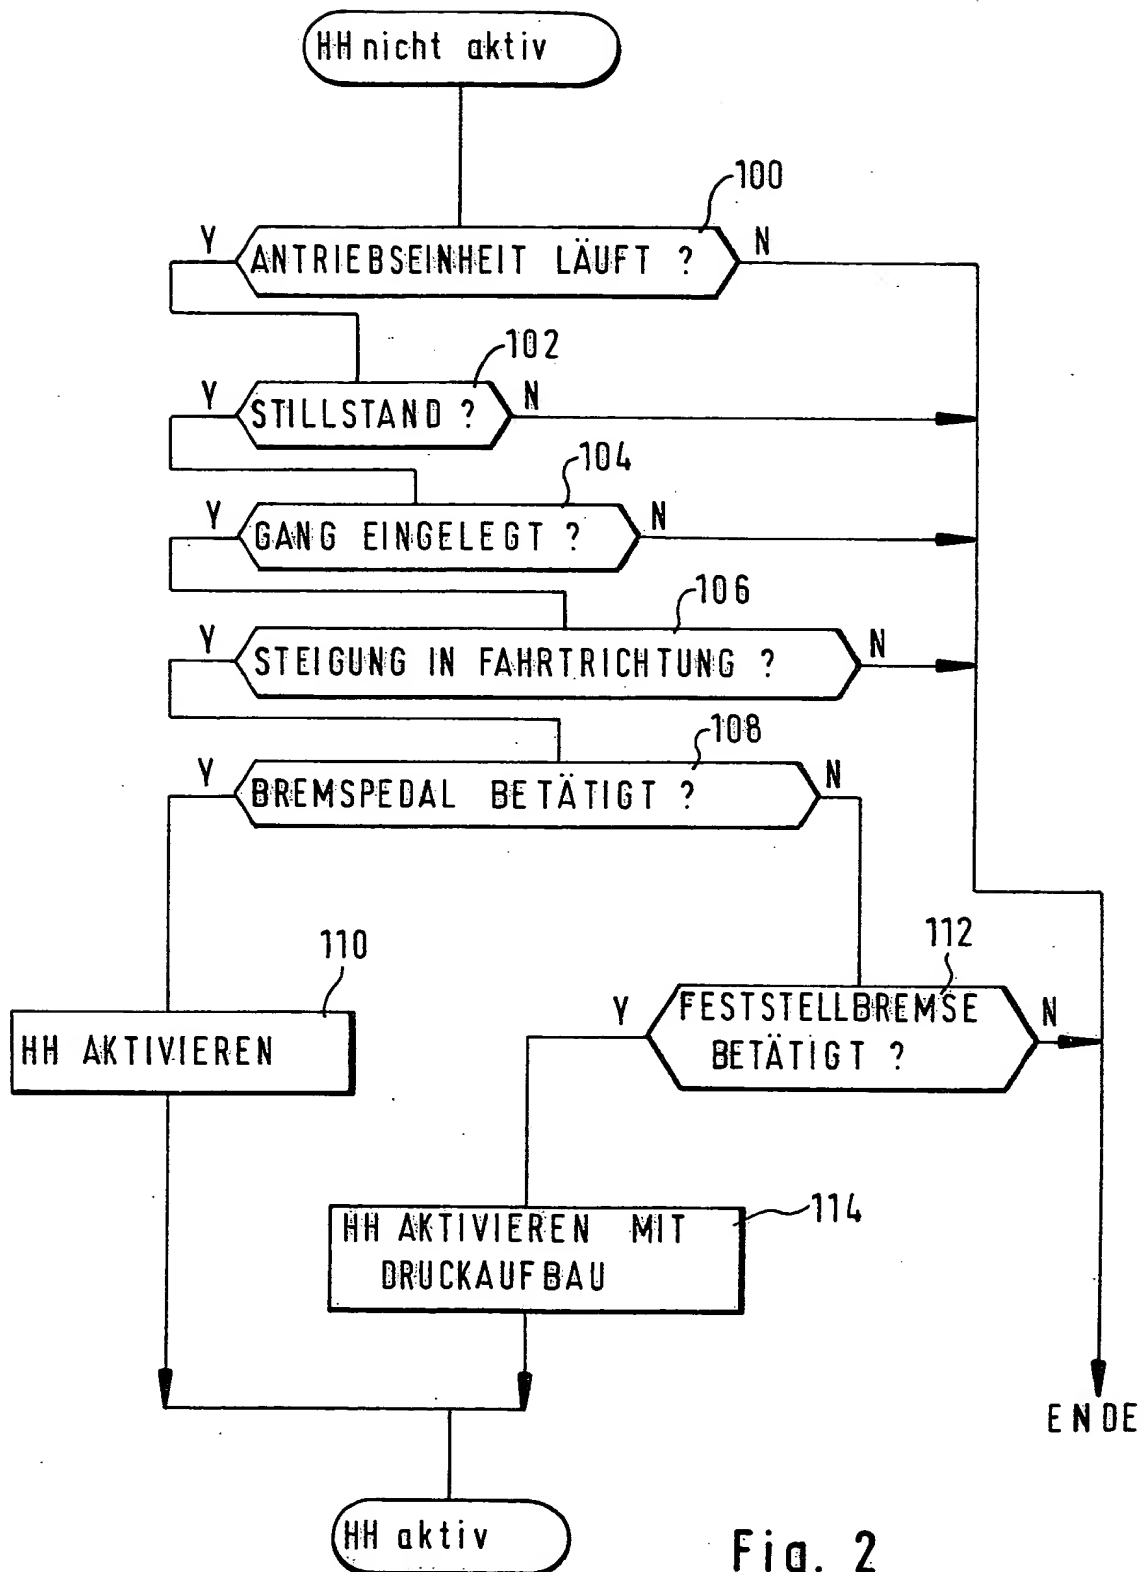 HH nicht aktiv
100
Y
ANTRIEBSEINHEIT LÄUFT ?
N
102
Y
STILLSTAND ?
N
104
Y
GANG EINGELEGT ?
N
106
Y
STEIGUNG IN FAHRTRICHTUNG ?
N
108
Y
BREMSPEDAL BETÄTIGT ?
N
110
HH AKTIVIEREN
112
Y
FESTSTELLBREMSE
BETÄTIGT ?
N
114
HH AKTIVIEREN MIT
DRUCKAUFBAU
ENDE
HH aktiv
Fig. 2